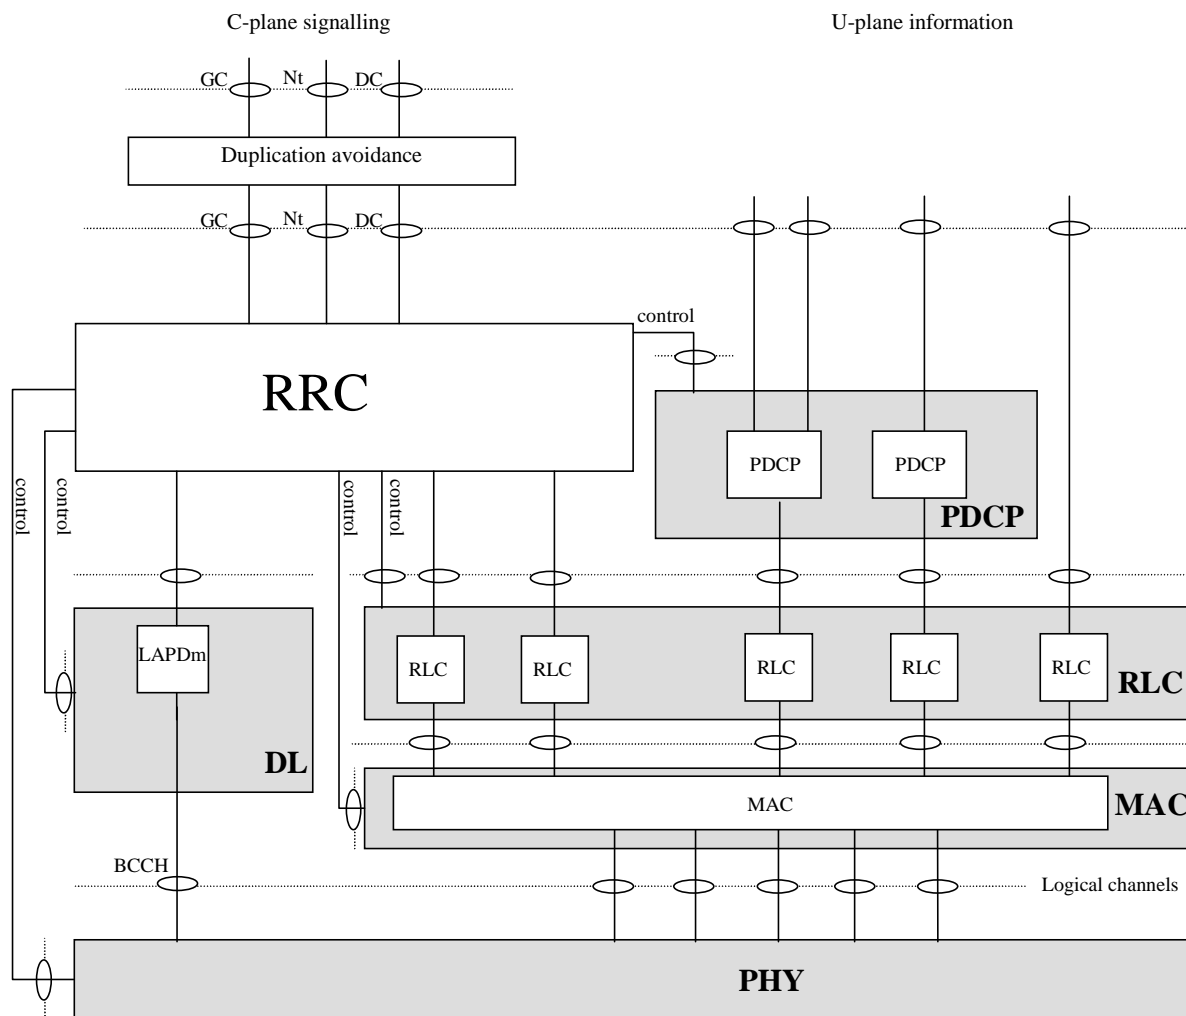 C-plane signalling
U-plane information
GC
Nt
DC
Duplication avoidance
GC
Nt
DC
control
RRC
PDCP
PDCP
PDCP
control
control
control
control
LAPDm
DL
RLC
RLC
RLC
RLC
RLC
RLC
MAC
MAC
BCCH
Logical channels
PHY